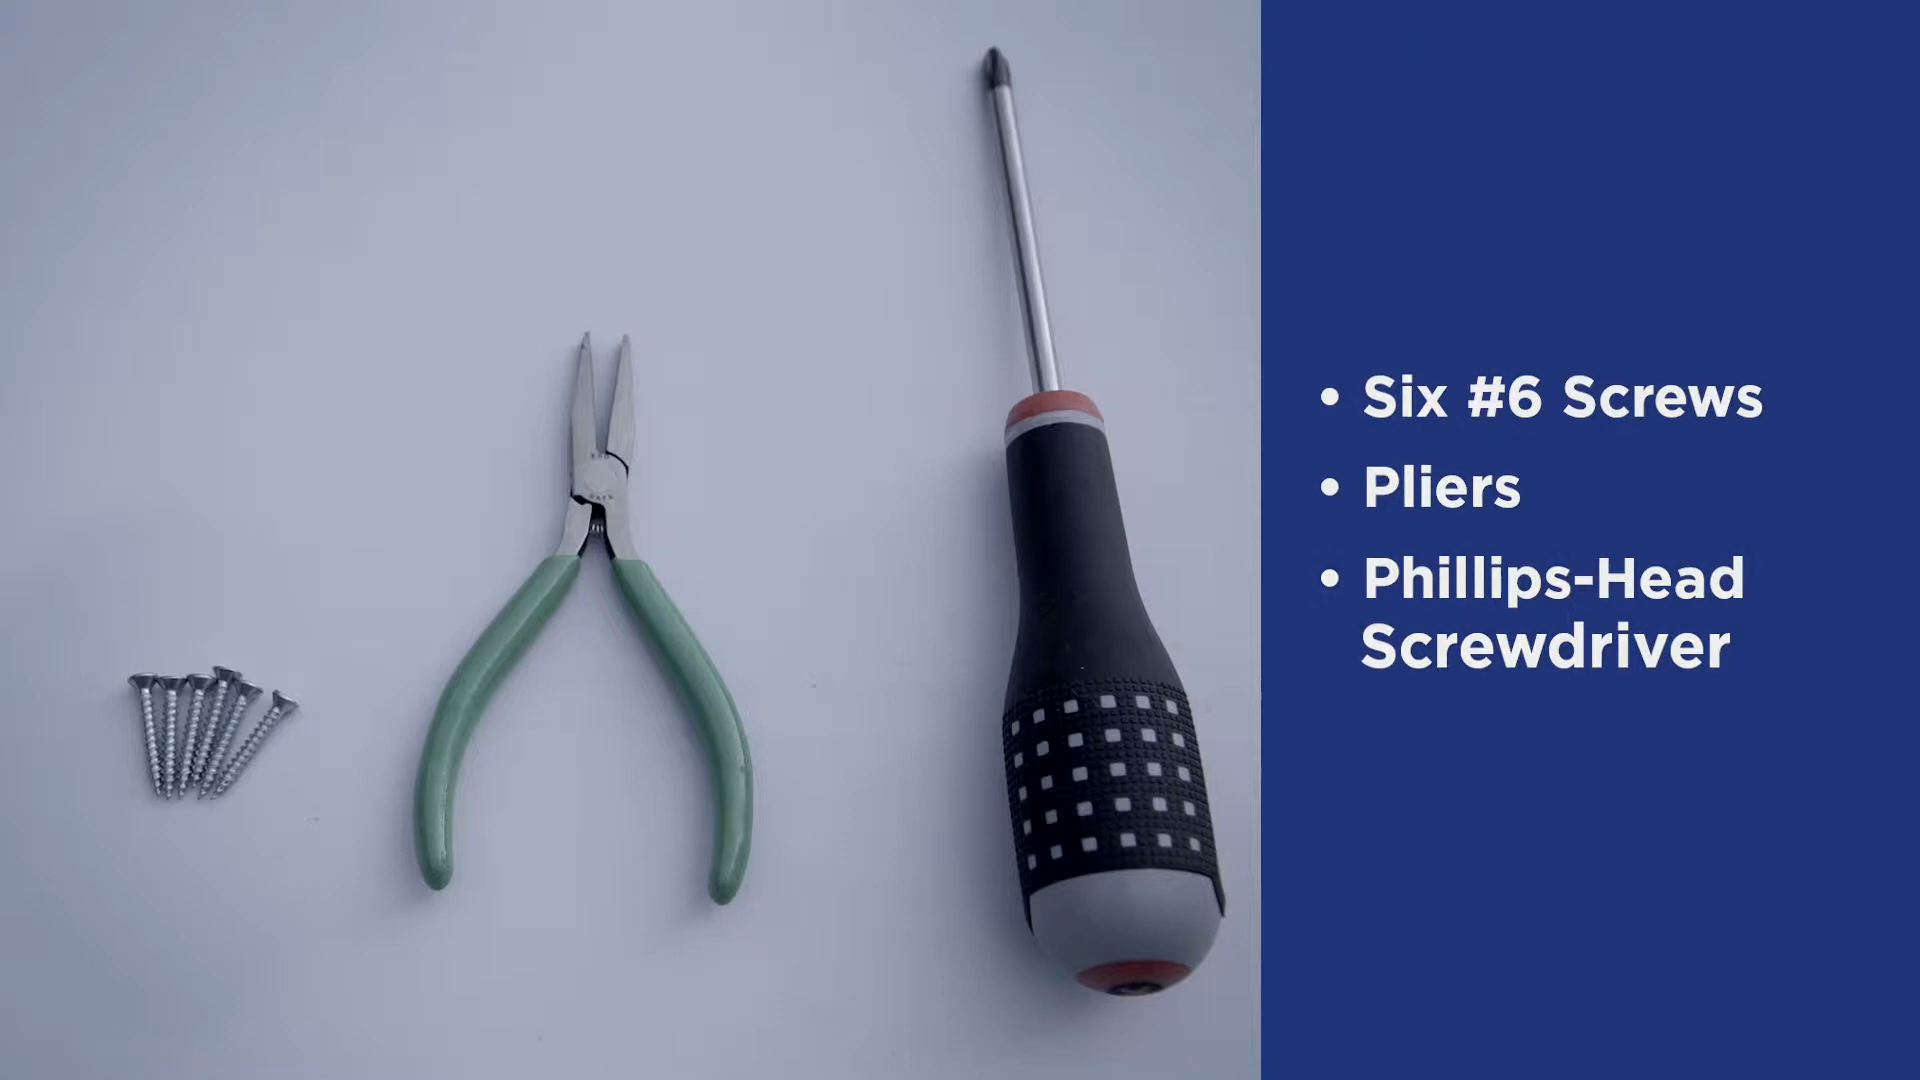 • Six #6 Screws
• Pliers
• Phillips-Head
Screwdriver